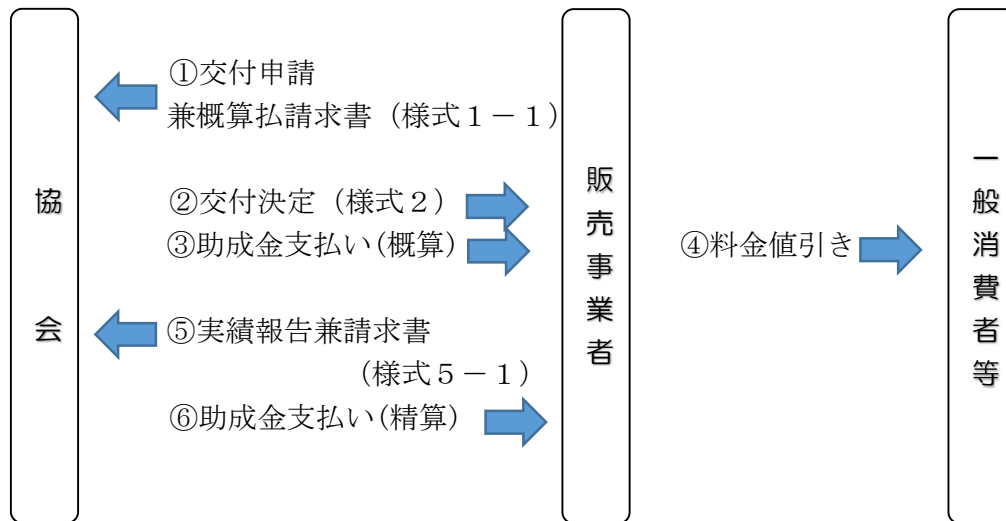 協会
①交付申請
兼概算払請求書（様式１－１）
②交付決定（様式２）
③助成金支払い(概算）
⑤実績報告兼請求書
（様式５－１）
⑥助成金支払い(精算）
販売事業者
④料金値引き
一般消費者等